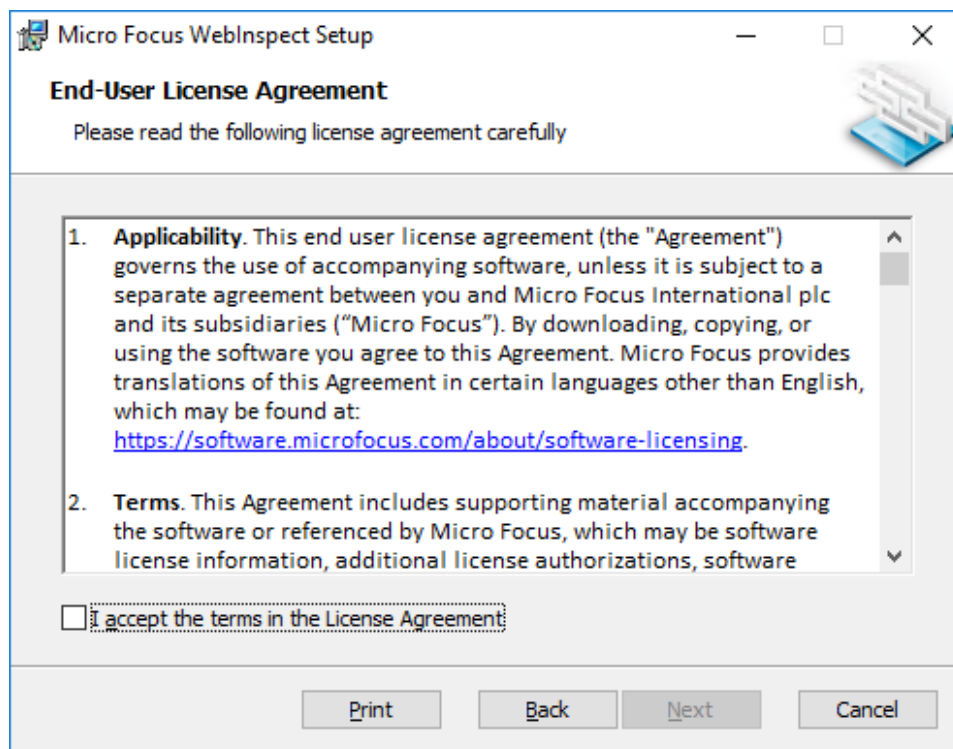 Micro Focus WebInspect Setup
End-User License Agreement
Please read the following license agreement carefully
1. Applicability. This end user license agreement (the "Agreement")
governs the use of accompanying software, unless it is subject to a
separate agreement between you and Micro Focus International plc
and its subsidiaries (“Micro Focus”). By downloading, copying, or
using the software you agree to this Agreement. Micro Focus provides
translations of this Agreement in certain languages other than English,
which may be found at:
https://software.microfocus.com/about/software-licensing.
2. Terms. This Agreement includes supporting material accompanying
the software or referenced by Micro Focus, which may be software
license information, additional license authorizations, software
I accept the terms in the License Agreement
Print Back Next Cancel